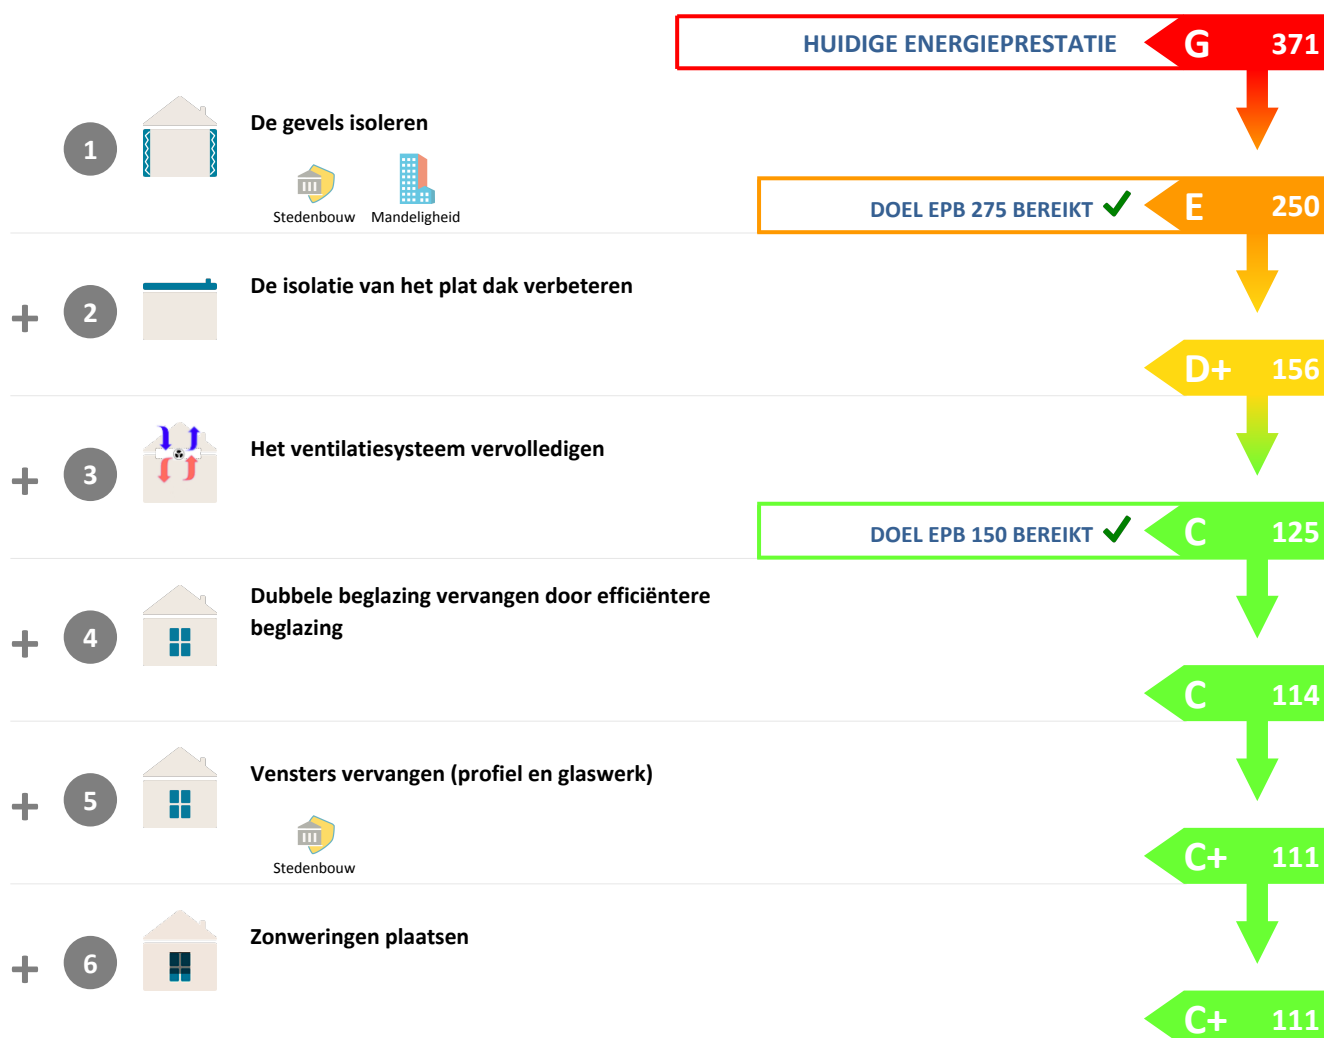 HUIDIGE ENERGIEPRESTATIE G 371
1 De gevels isoleren
Stedenbouw Mandeligheid
DOEL EPB 275 BEREIKT E 250
+ 2 De isolatie van het plat dak verbeteren
D+ 156
+ 3 Het ventilatiesysteem vervolledigen
DOEL EPB 150 BEREIKT C 125
+ 4 Dubbele beglazing vervangen door efficiëntere
beglazing
C 114
+ 5 Vensters vervangen (profiel en glaswerk)
Stedenbouw
C+ 111
+ 6 Zonweringen plaatsen
C+ 111